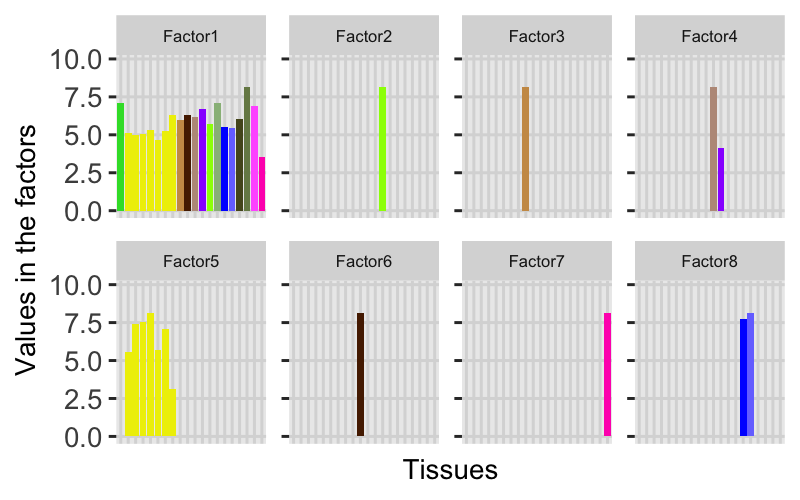 Factor1 Factor2 Factor3 Factor4
10.0
7.5
5.0
2.5
0.0
Factor5 Factor6 Factor7 Factor8
10.0
7.5
5.0
2.5
0.0
Values in the factors
Tissues